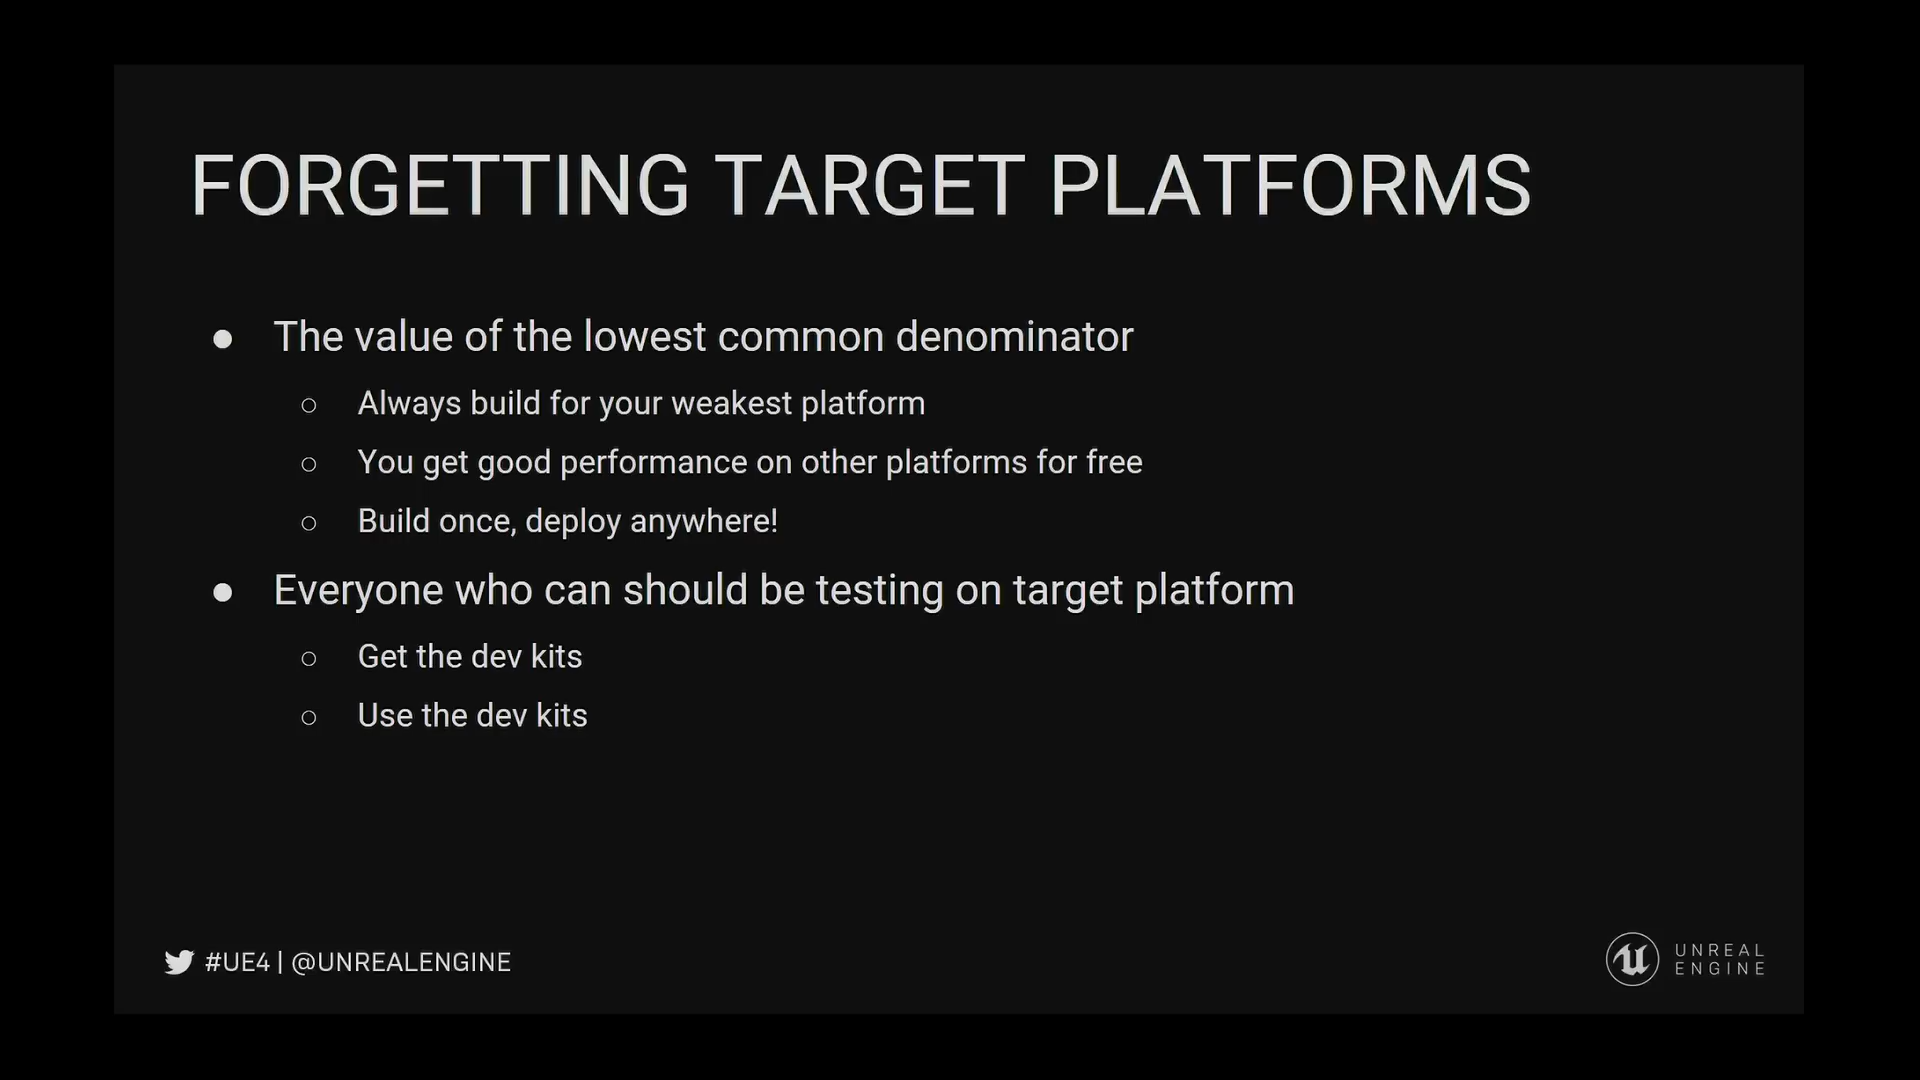 FORGETTING TARGET PLATFORMS
● The value of the lowest common denominator
○ Always build for your weakest platform
○ You get good performance on other platforms for free
○ Build once, deploy anywhere!
● Everyone who can should be testing on target platform
○ Get the dev kits
○ Use the dev kits
#UE4 | @UNREALENGINE
UNREAL
ENGINE